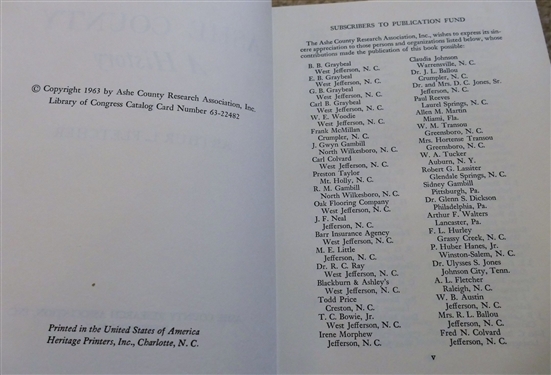 © Copyright 1963 by Ashe County Research Association, Inc.
Library of Congress Catalog Card Number 63-22482
Printed in the United States of America
Heritage Printers, Inc., Charlotte, N. C.
SUBSCRIBERS TO PUBLICATION FUND
The Ashe County Research Association, Inc., wishes to express its sin-
cere appreciation to those persons and organizations listed below, whose
contributions made the publication of this book possible:
B. B. Graybeal
West Jefferson, N. C.
E. B. Graybeal
West Jefferson, N. C.
G. B. Graybeal
West Jefferson, N. C.
Carl B. Graybeal
West Jefferson, N. C.
W. E. Woodie
West Jefferson, N. C.
Frank McMillan
Crumpler, N. C.
J. Gwyn Gambill
North Wilkesboro, N. C.
Carl Colvard
West Jefferson, N. C.
Preston Taylor
Mt. Holly, N. C.
R. M. Gambill
North Wilkesboro, N. C.
Oak Flooring Company
West Jefferson, N. C.
J. F. Neal
Jefferson, N. C.
Barr Insurance Agency
West Jefferson, N. C.
M. E. Little
Jefferson, N. C.
Dr. R. C. Ray
West Jefferson, N. C.
Blackburn & Ashley's
West Jefferson, N. C.
Todd Price
Creston, N. C.
T. C. Bowie, Jr.
West Jefferson, N. C.
Irene Morphew
Jefferson, N. C.
Claudia Johnson
Warrensville, N. C.
Dr. J. L. Ballou
Crumpler, N. C.
Dr. and Mrs. D. C. Jones, Sr.
Jefferson, N. C.
Paul Reeves
Laurel Springs, N. C.
Allen M. Martin
Miami, Fla.
W. M. Transou
Greensboro, N. C.
Mrs. Hortense Transou
Greensboro, N. C.
W. A. Tucker
Auburn, N. Y.
Robert G. Lassiter
Glendale Springs, N. C.
Sidney Gambill
Pittsburg, Pa.
Dr. Glenn S. Dickson
Philadelphia, Pa.
Arthur F. Walters
Lancaster, Pa.
F. L. Hurley
Grassy Creek, N. C.
P. Huber Hanes, Jr.
Winston-Salem, N. C.
Dr. Ulysses S. Jones
Johnson City, Tenn.
A. L. Fletcher
Raleigh, N. C.
W. B. Austin
Jefferson, N. C.
Mrs. R. L. Ballou
Jefferson, N. C.
Fred N. Colvard
Jefferson, N. C.
v